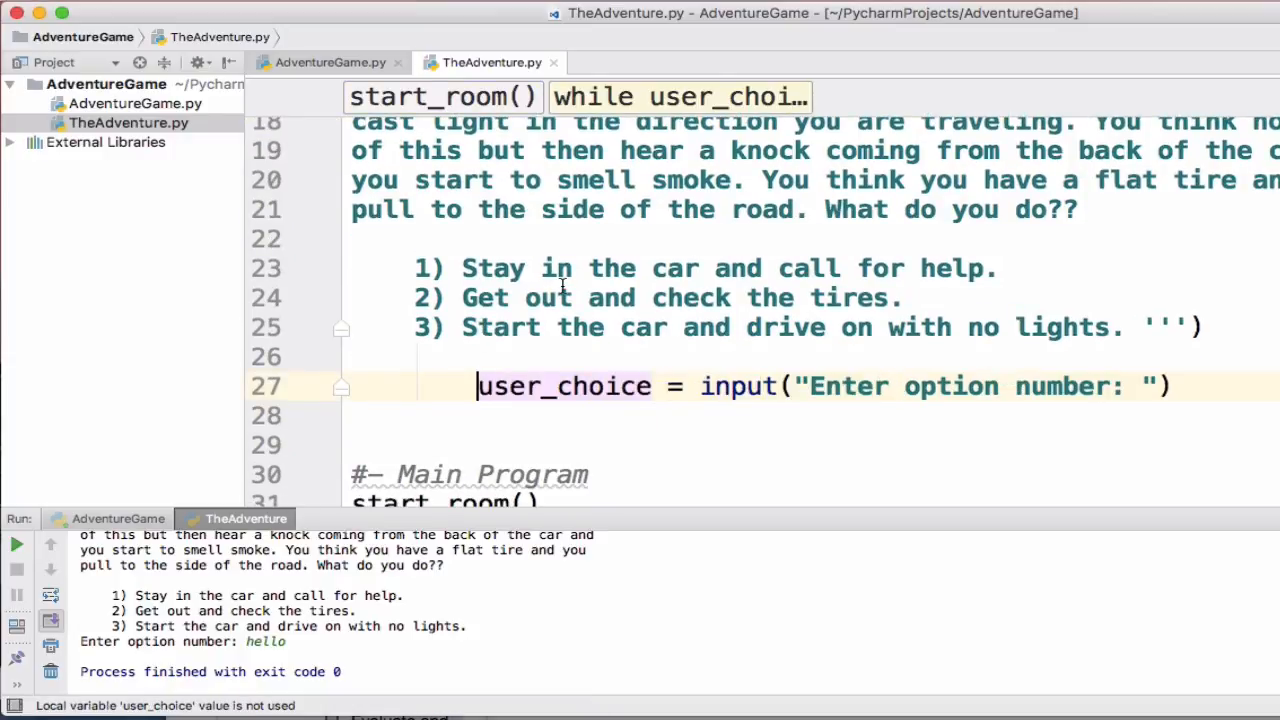 TheAdventure.py - AdventureGame - [~/PycharmProjects/AdventureGame]
AdventureGame TheAdventure.py
Project AdventureGame.py TheAdventure.py
AdventureGame ~/Pycharm
AdventureGame.py
TheAdventure.py
External Libraries
start_room() while user_choi…
18 cast light in the direction you are traveling. You think no
19 of this but then hear a knock coming from the back of the c
20 you start to smell smoke. You think you have a flat tire an
21 pull to the side of the road. What do you do??
22
23 1) Stay in the car and call for help.
24 2) Get out and check the tires.
25 3) Start the car and drive on with no lights. ''')
26
27 user_choice = input("Enter option number: ")
28
29
30 #— Main Program
31 start_room()
Run: AdventureGame TheAdventure
of this but then hear a knock coming from the back of the car and
you start to smell smoke. You think you have a flat tire and you
pull to the side of the road. What do you do??
1) Stay in the car and call for help.
2) Get out and check the tires.
3) Start the car and drive on with no lights.
Enter option number: hello
Process finished with exit code 0
Local variable 'user_choice' value is not used